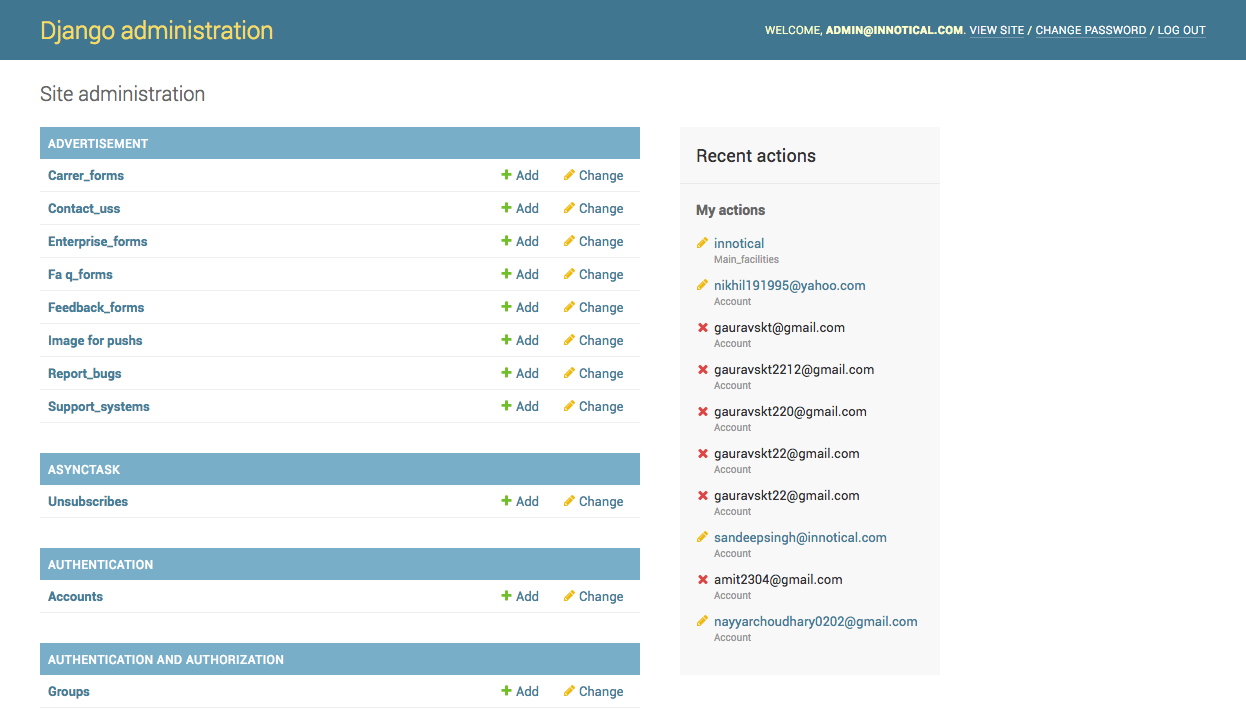 Django administration
WELCOME, ADMIN@INNOTICAL.COM. VIEW SITE / CHANGE PASSWORD / LOG OUT
Site administration
ADVERTISEMENT
Carrer_forms Add Change
Contact_uss Add Change
Enterprise_forms Add Change
Fa q_forms Add Change
Feedback_forms Add Change
Image for pushs Add Change
Report_bugs Add Change
Support_systems Add Change
ASYNCTASK
Unsubscribes Add Change
AUTHENTICATION
Accounts Add Change
AUTHENTICATION AND AUTHORIZATION
Groups Add Change
Recent actions
My actions
innotical
Main_facilities
nikhil191995@yahoo.com
Account
gauravskt@gmail.com
Account
gauravskt2212@gmail.com
Account
gauravskt220@gmail.com
Account
gauravskt22@gmail.com
Account
gauravskt22@gmail.com
Account
sandeepsingh@innotical.com
Account
amit2304@gmail.com
Account
nayyarchoudhary0202@gmail.com
Account